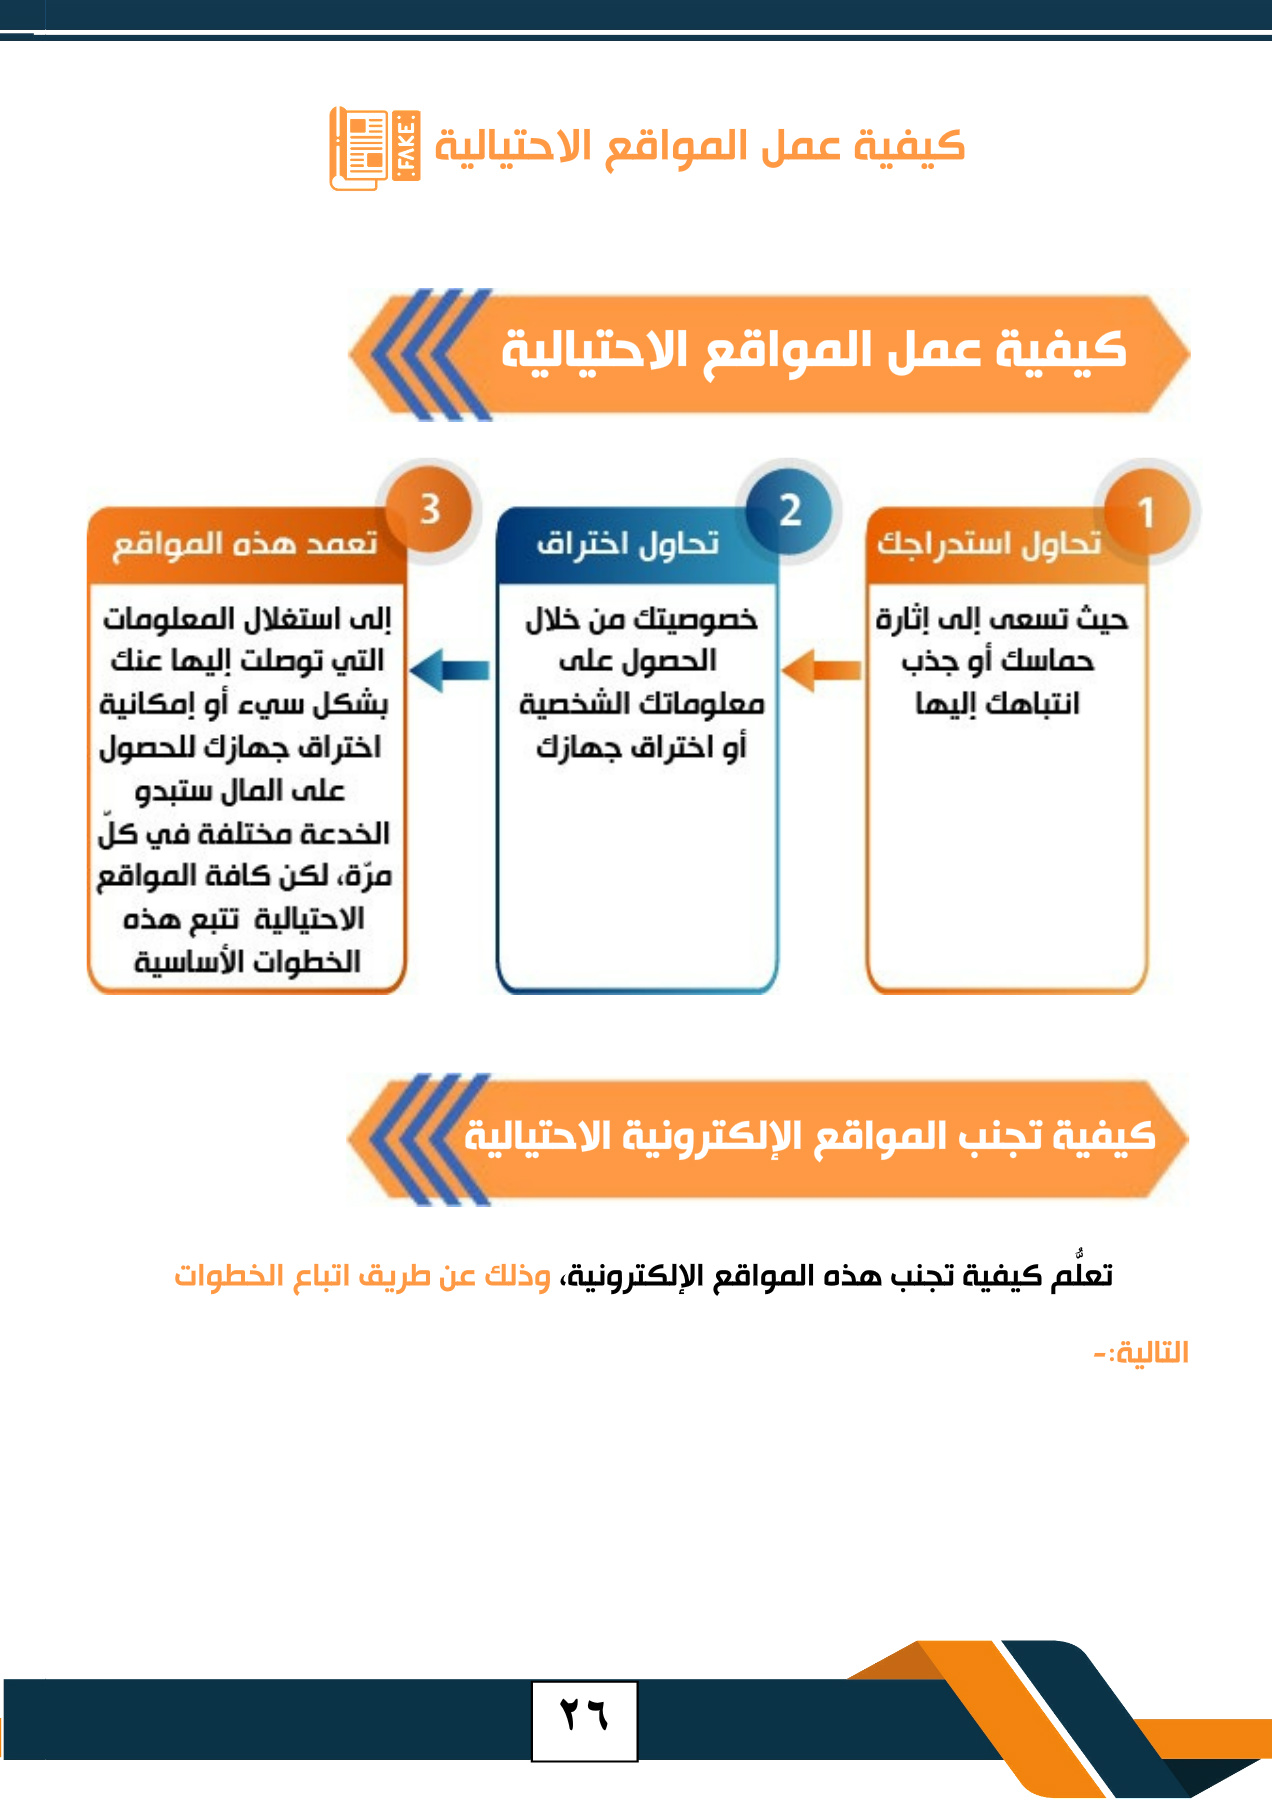 كيفية عمل المواقع الاحتيالية
FAKE
كيفية عمل المواقع الاحتيالية
1
تحاول استدراجك
حيث تسعى إلى إثارة
حماسك أو جذب
انتباهك إليها
2
تحاول اختراق
خصوصيتك من خلال
الحصول على
معلوماتك الشخصية
أو اختراق جهازك
3
تعمد هذه المواقع
إلى استغلال المعلومات
التي توصلت إليها عنك
بشكل سيء أو إمكانية
اختراق جهازك للحصول
على المال ستبدو
الخدعة مختلفة في كلّ
مرّة، لكن كافة المواقع
الاحتيالية تتبع هذه
الخطوات الأساسية
كيفية تجنب المواقع الإلكترونية الاحتيالية
تعلُّم كيفية تجنب هذه المواقع الإلكترونية، وذلك عن طريق اتباع الخطوات
التالية:-
٢٦